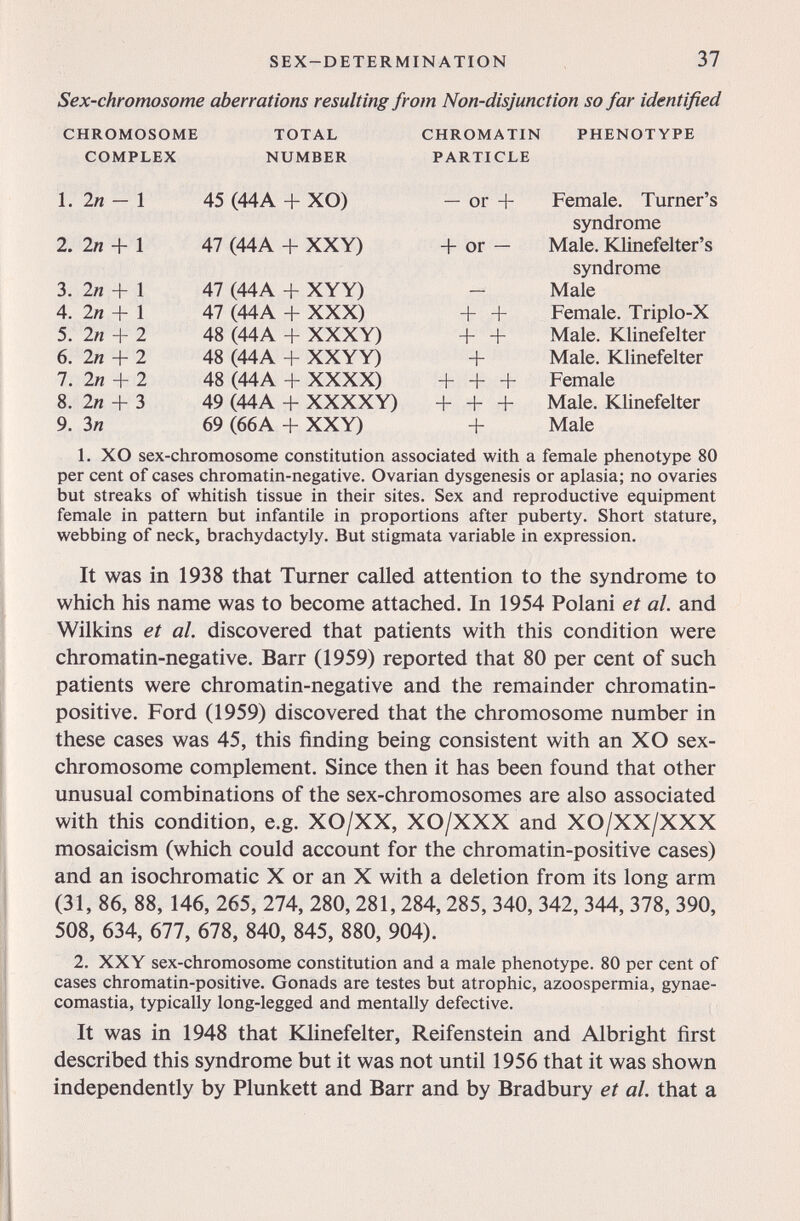 SEX–DETERMINATION 37
Sex-chromosome aberrations resulting from Non-disjunction so far identified
CHROMOSOME TOTAL CHROMATIN PHENOTYPE
COMPLEX NUMBER PARTICLE
1. 2n — 1 45 (44A + XO) — or + Female. Turner's
syndrome
2. 2n + 1 47 (44A + XXY) + or — Male. Klinefelter's
syndrome
3. 2n + 1 47 (44A + XYY) — Male
4. 2n + 1 47 (44A + XXX) + + Female. Triplo-X
5. 2n + 2 48 (44A + XXXY) + + Male. Klinefelter
6. 2n + 2 48 (44A + XXYY) + Male. Klinefelter
7. 2n + 2 48 (44A + XXXX) + + + Female
8. 2n + 3 49 (44A + XXXXY) + + + Male. Klinefelter
9. 3n 69 (66A + XXY) + Male
1. XO sex-chromosome constitution associated with a female phenotype 80
per cent of cases chromatin-negative. Ovarian dysgenesis or aplasia; no ovaries
but streaks of whitish tissue in their sites. Sex and reproductive equipment
female in pattern but infantile in proportions after puberty. Short stature,
webbing of neck, brachydactyly. But stigmata variable in expression.
It was in 1938 that Turner called attention to the syndrome to
which his name was to become attached. In 1954 Polani et al. and
Wilkins et al. discovered that patients with this condition were
chromatin-negative. Barr (1959) reported that 80 per cent of such
patients were chromatin-negative and the remainder chromatin-
positive. Ford (1959) discovered that the chromosome number in
these cases was 45, this finding being consistent with an XO sex-
chromosome complement. Since then it has been found that other
unusual combinations of the sex-chromosomes are also associated
with this condition, e.g. XO/XX, XO/XXX and XO/XX/XXX
mosaicism (which could account for the chromatin-positive cases)
and an isochromatic X or an X with a deletion from its long arm
(31, 86, 88, 146, 265, 274, 280, 281, 284, 285, 340, 342, 344, 378, 390,
508, 634, 677, 678, 840, 845, 880, 904).
2. XXY sex-chromosome constitution and a male phenotype. 80 per cent of
cases chromatin-positive. Gonads are testes but atrophic, azoospermia, gynae-
comastia, typically long-legged and mentally defective.
It was in 1948 that Klinefelter, Reifenstein and Albright first
described this syndrome but it was not until 1956 that it was shown
independently by Plunkett and Barr and by Bradbury et al. that a